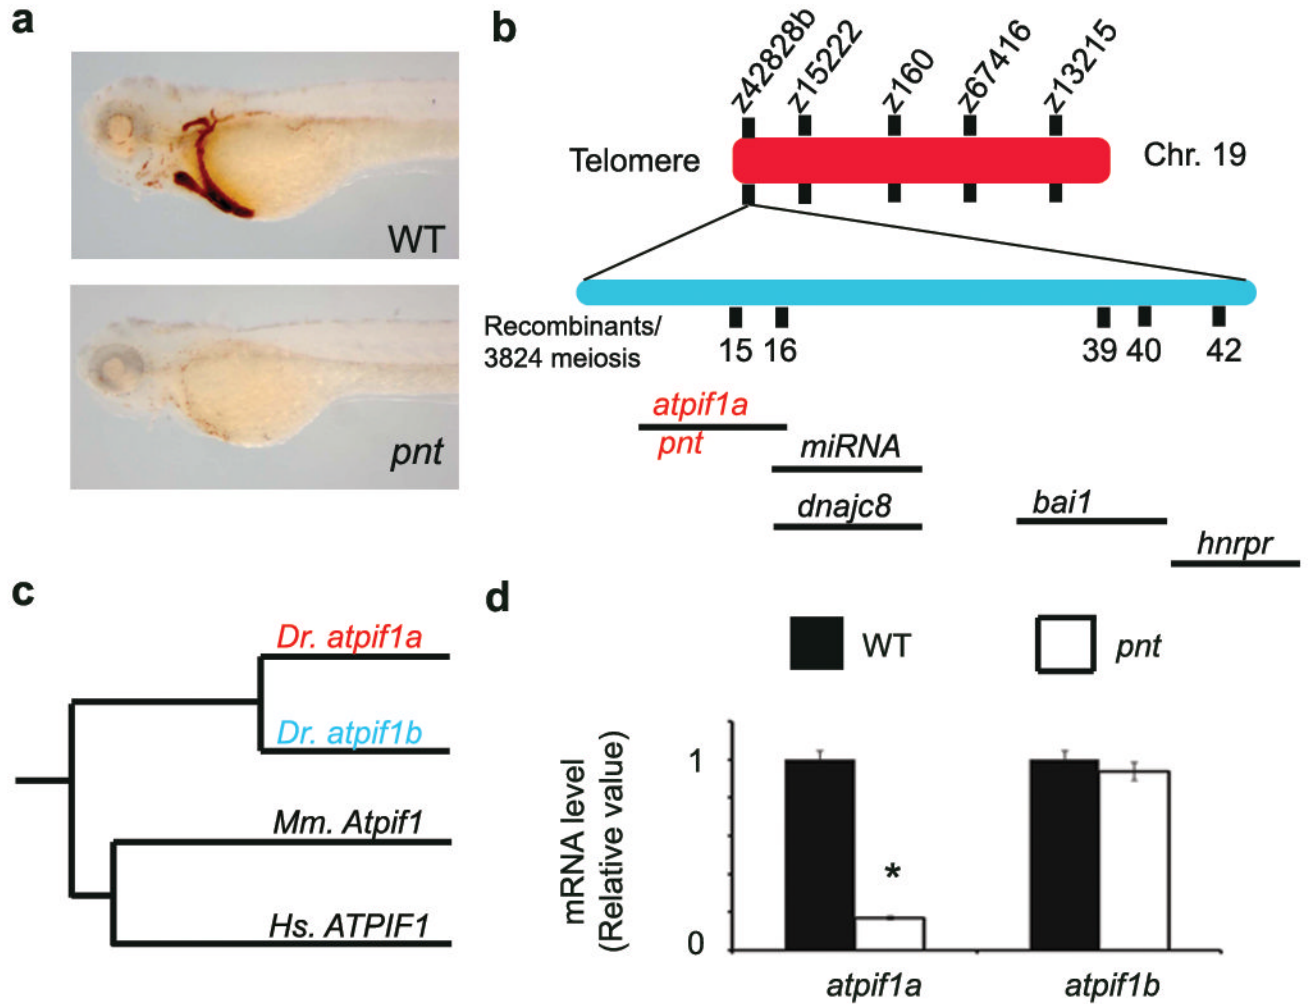 a
WT
pnt
b
z42828b
z15222
z160
z67416
z13215
Telomere
Chr. 19
Recombinants/
3824 meiosis
15 16 39 40 42
atpif1a
pnt
miRNA
dnajc8
bai1
hnrpr
c
Dr. atpif1a
Dr. atpif1b
Mm. Atpif1
Hs. ATPIF1
d
WT
pnt
mRNA level
(Relative value)
1
*
0
atpif1a
atpif1b